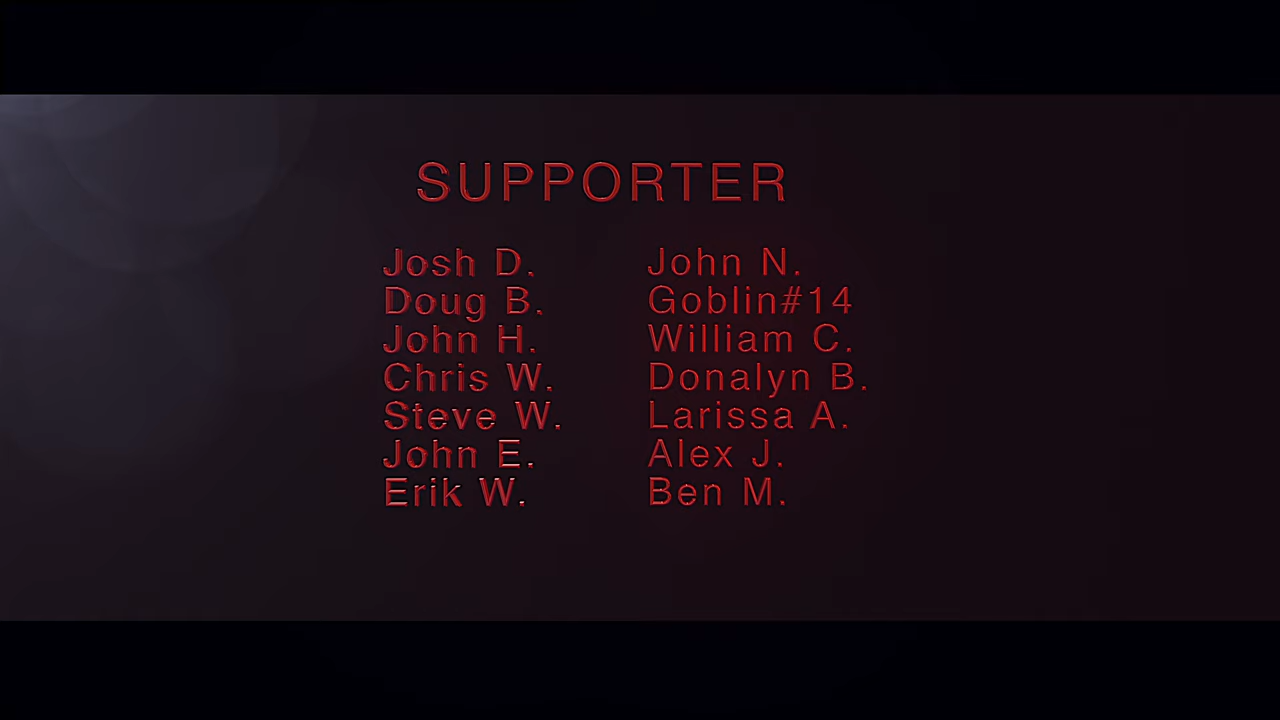 SUPPORTER
Josh D.
Doug B.
John H.
Chris W.
Steve W.
John E.
Erik W.
John N.
Goblin#14
William C.
Donalyn B.
Larissa A.
Alex J.
Ben M.